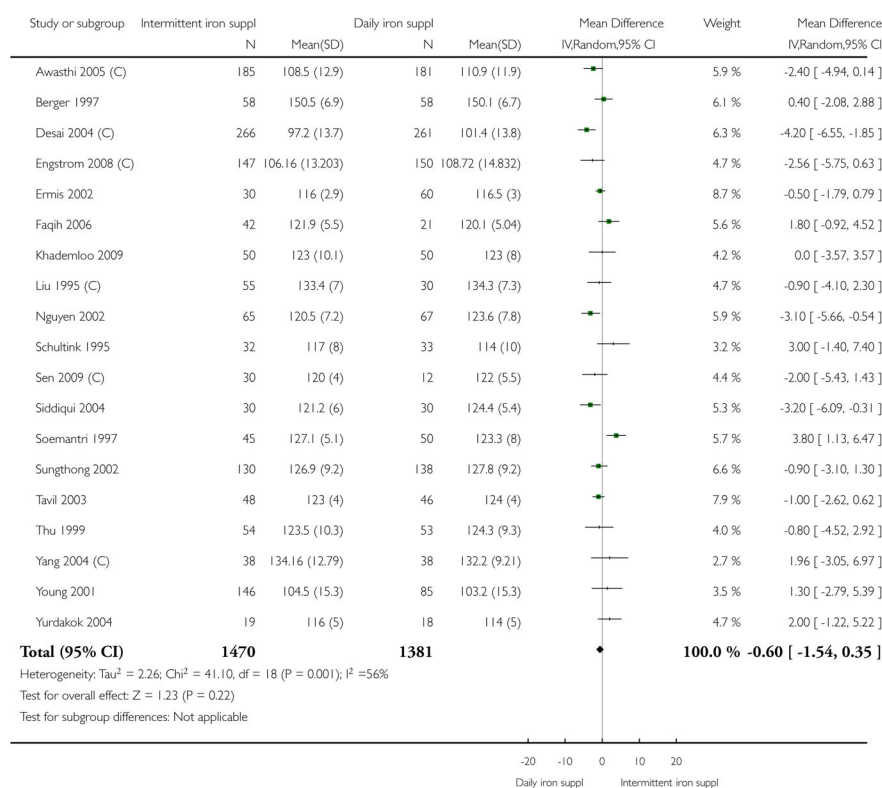 Study or subgroup Intermittent iron suppl Daily iron suppl Mean Difference Weight Mean Difference
N Mean(SD) N Mean(SD) IV,Random,95% CI IV,Random,95% CI
Awasthi 2005 (C) 185 108.5 (12.9) 181 110.9 (11.9) 5.9 % -2.40 [ -4.94, 0.14 ]
Berger 1997 58 150.5 (6.9) 58 150.1 (6.7) 6.1 % 0.40 [ -2.08, 2.88 ]
Desai 2004 (C) 266 97.2 (13.7) 261 101.4 (13.8) 6.3 % -4.20 [ -6.55, -1.85 ]
Engstrom 2008 (C) 147 106.16 (13.203) 150 108.72 (14.832) 4.7 % -2.56 [ -5.75, 0.63 ]
Ermis 2002 30 116 (2.9) 60 116.5 (3) 8.7 % -0.50 [ -1.79, 0.79 ]
Faqih 2006 42 121.9 (5.5) 21 120.1 (5.04) 5.6 % 1.80 [ -0.92, 4.52 ]
Khademloo 2009 50 123 (10.1) 50 123 (8) 4.2 % 0.0 [ -3.57, 3.57 ]
Liu 1995 (C) 55 133.4 (7) 30 134.3 (7.3) 4.7 % -0.90 [ -4.10, 2.30 ]
Nguyen 2002 65 120.5 (7.2) 67 123.6 (7.8) 5.9 % -3.10 [ -5.66, -0.54 ]
Schultink 1995 32 117 (8) 33 114 (10) 3.2 % 3.00 [ -1.40, 7.40 ]
Sen 2009 (C) 30 120 (4) 12 122 (5.5) 4.4 % -2.00 [ -5.43, 1.43 ]
Siddiqui 2004 30 121.2 (6) 30 124.4 (5.4) 5.3 % -3.20 [ -6.09, -0.31 ]
Soemantri 1997 45 127.1 (5.1) 50 123.3 (8) 5.7 % 3.80 [ 1.13, 6.47 ]
Sungthong 2002 130 126.9 (9.2) 138 127.8 (9.2) 6.6 % -0.90 [ -3.10, 1.30 ]
Tavil 2003 48 123 (4) 46 124 (4) 7.9 % -1.00 [ -2.62, 0.62 ]
Thu 1999 54 123.5 (10.3) 53 124.3 (9.3) 4.0 % -0.80 [ -4.52, 2.92 ]
Yang 2004 (C) 38 134.16 (12.79) 38 132.2 (9.21) 2.7 % 1.96 [ -3.05, 6.97 ]
Young 2001 146 104.5 (15.3) 85 103.2 (15.3) 3.5 % 1.30 [ -2.79, 5.39 ]
Yurdakok 2004 19 116 (5) 18 114 (5) 4.7 % 2.00 [ -1.22, 5.22 ]
Total (95% CI) 1470 1381 100.0 % -0.60 [ -1.54, 0.35 ]
Heterogeneity: Tau² = 2.26; Chi² = 41.10, df = 18 (P = 0.001); I² =56%
Test for overall effect: Z = 1.23 (P = 0.22)
Test for subgroup differences: Not applicable
-20 -10 0 10 20
Daily iron suppl Intermittent iron suppl